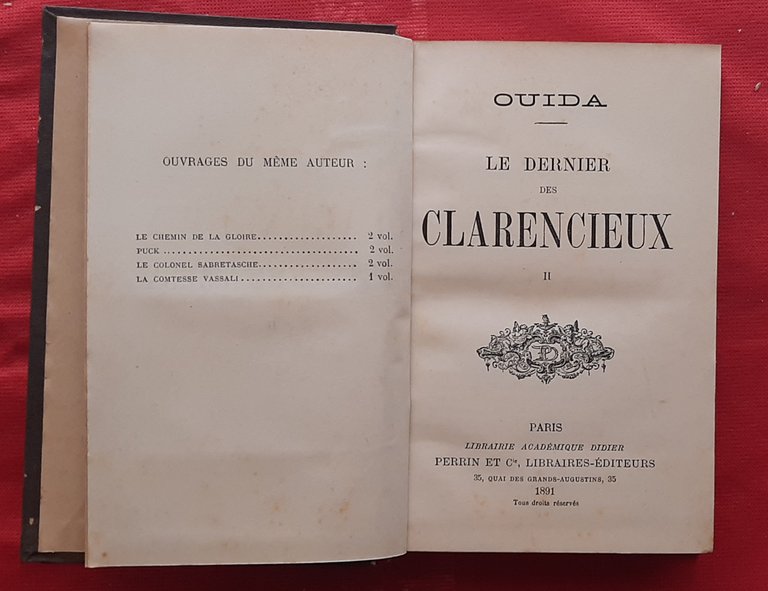 OUVRAGES DU MÊME AUTEUR :
LE CHEMIN DE LA GLOIRE................... 2 vol.
PUCK...................................... 2 vol.
LE COLONEL SABRETASCHE................... 2 vol.
LA COMTESSE VASSALI...................... 1 vol.
OUIDA
LE DERNIER
DES
CLARENCIEUX
II
PARIS
LIBRAIRIE ACADÉMIQUE DIDIER
PERRIN ET Cie, LIBRAIRES-ÉDITEURS
35, QUAI DES GRANDS-AUGUSTINS, 35
1891
Tous droits réservés